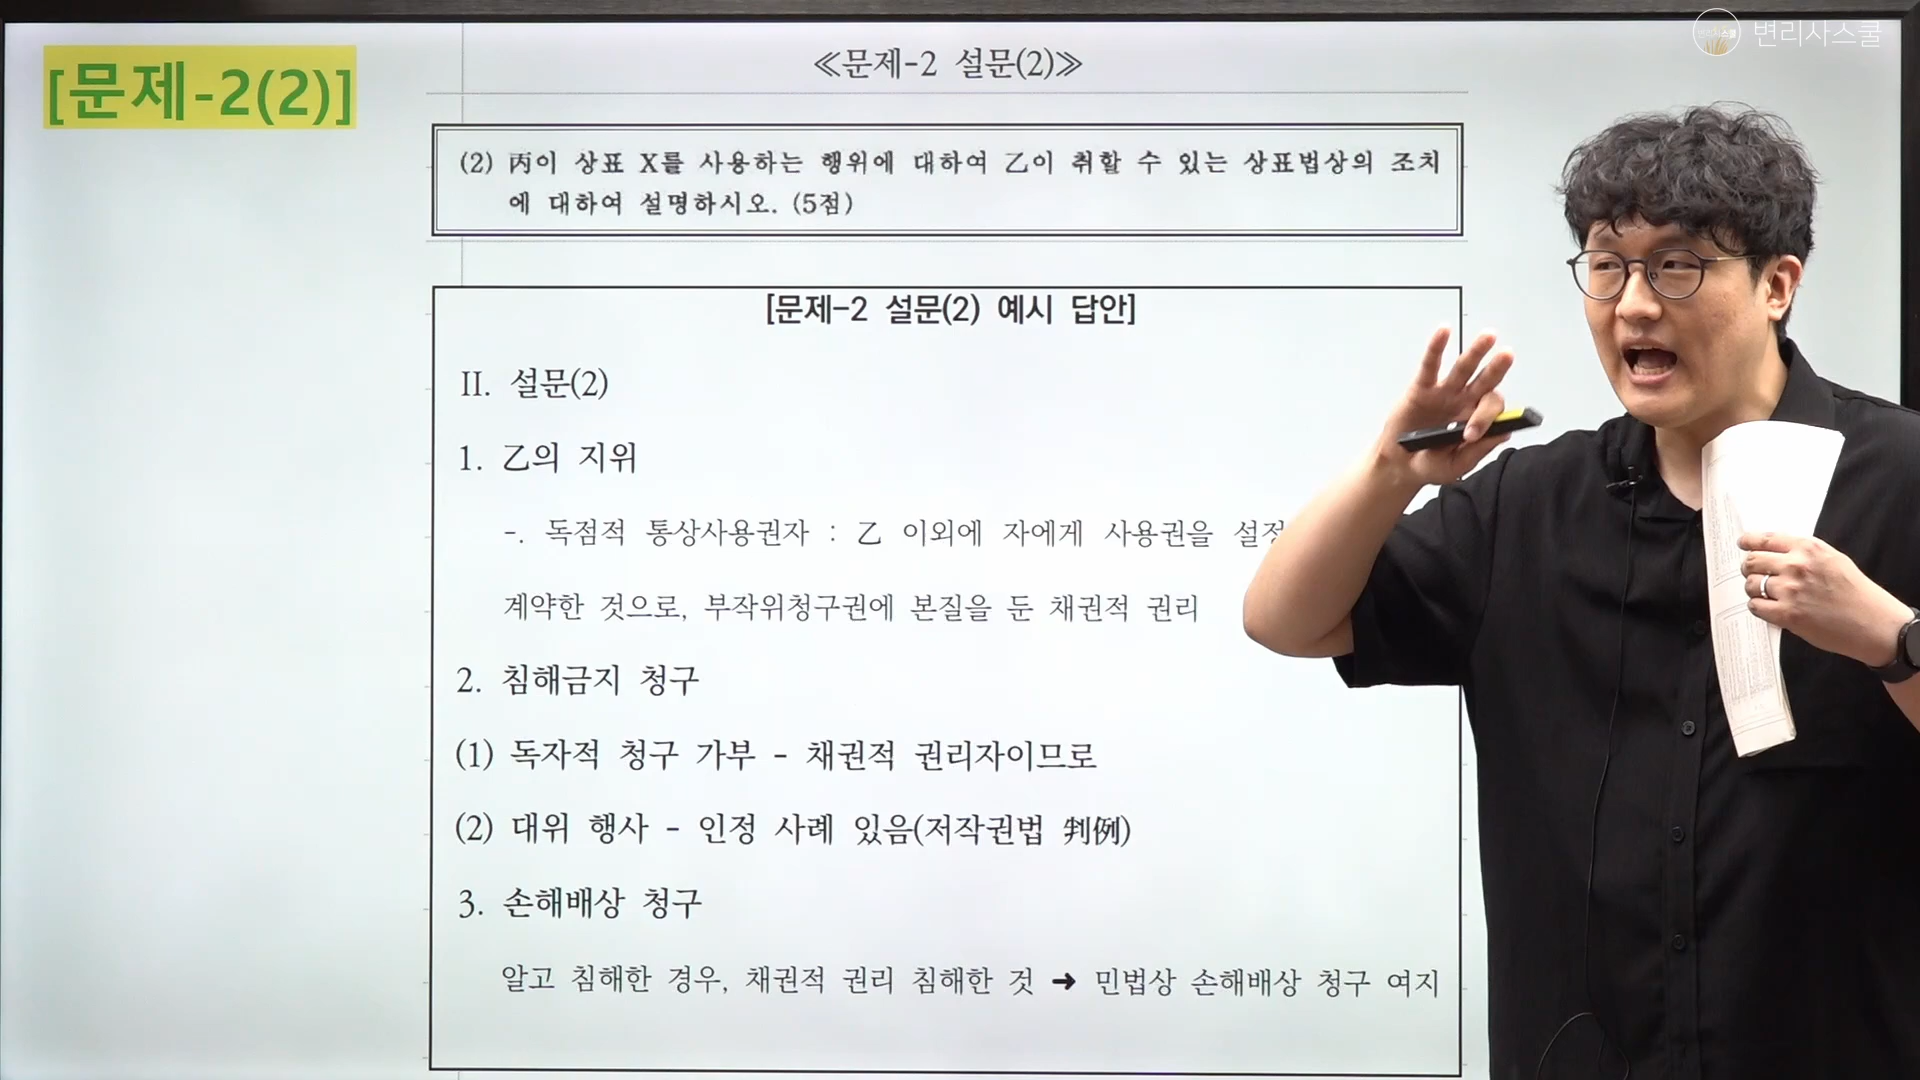 변리사스쿨
[문제-2(2)]
≪문제-2 설문(2)≫
(2) 丙이 상표 X를 사용하는 행위에 대하여 乙이 취할 수 있는 상표법상의 조치
에 대하여 설명하시오. (5점)
[문제-2 설문(2) 예시 답안]
II. 설문(2)
1. 乙의 지위
-. 독점적 통상사용권자 : 乙 이외에 자에게 사용권을 설정
계약한 것으로, 부작위청구권에 본질을 둔 채권적 권리
2. 침해금지 청구
(1) 독자적 청구 가부 - 채권적 권리자이므로
(2) 대위 행사 - 인정 사례 있음(저작권법 判例)
3. 손해배상 청구
알고 침해한 경우, 채권적 권리 침해한 것 ➜ 민법상 손해배상 청구 여지